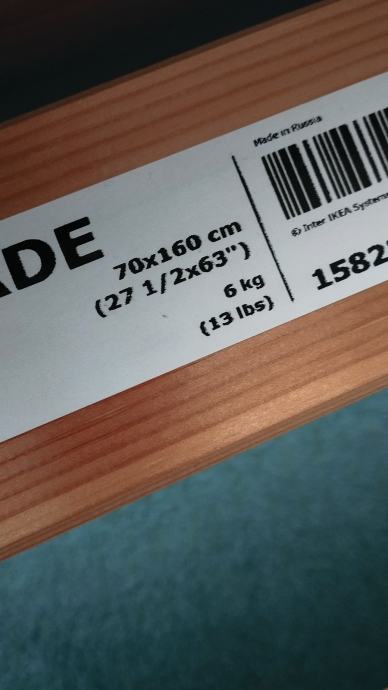 ADE
70x160 cm
(27 1/2x63")
6 kg
(13 lbs)
Made in Russia
© Inter IKEA Systems
1582